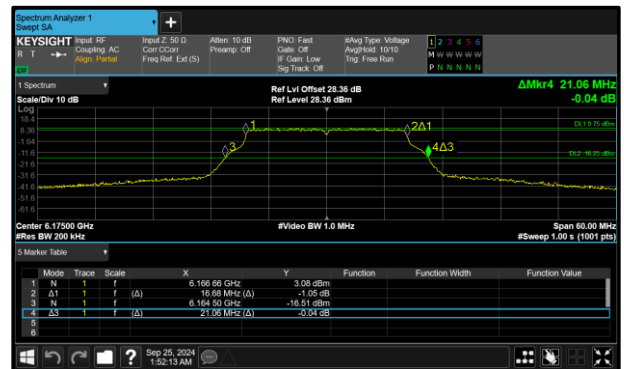 Spectrum Analyzer 1
Swept SA
KEYSIGHT Input: RF Input Z: 50 Ω Atten: 10 dB PNO: Fast #Avg Type: Voltage 1 2 3 4 5 6
R T Coupling: AC Corr CCorr Preamp: Off Gate: Off Avg|Hold: 10/10 M W W W W W
Align: Partial Freq Ref: Ext (S) IF Gain: Low Trig: Free Run
Sig Track: Off P N N N N N
1 Spectrum Ref Lvl Offset 28.36 dB ΔMkr4 21.06 MHz
Scale/Div 10 dB Ref Level 28.36 dBm -0.04 dB
Log
18.4
8.36
-1.64
-11.6
-21.6
-31.6
-41.6
-51.6
-61.6
1
2Δ1
3
4Δ3
DL1 9.75 dBm
DL2 -16.25 dBm
Center 6.17500 GHz #Video BW 1.0 MHz Span 60.00 MHz
#Res BW 200 kHz #Sweep 1.00 s (1001 pts)
5 Marker Table
Mode Trace Scale X Y Function Function Width Function Value
1 N 1 f 6.166 66 GHz 3.08 dBm
2 Δ1 1 f (Δ) 16.68 MHz (Δ) -1.05 dB
3 N 1 f 6.164 50 GHz -16.51 dBm
4 Δ3 1 f (Δ) 21.06 MHz (Δ) -0.04 dB
5
6
? Sep 25, 2024
1:52:13 AM